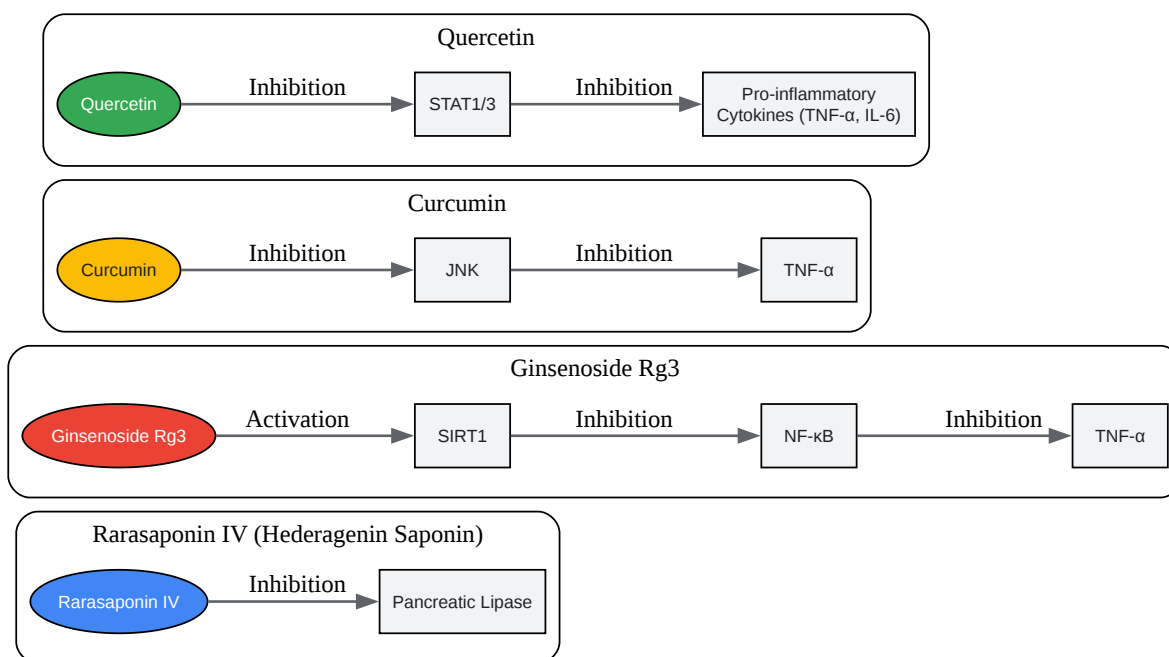 Quercetin
Quercetin
Inhibition
STAT1/3
Inhibition
Pro-inflammatory
Cytokines (TNF-α, IL-6)
Curcumin
Curcumin
Inhibition
JNK
Inhibition
TNF-α
Ginsenoside Rg3
Ginsenoside Rg3
Activation
SIRT1
Inhibition
NF-κB
Inhibition
TNF-α
Rarasaponin IV (Hederagenin Saponin)
Rarasaponin IV
Inhibition
Pancreatic Lipase